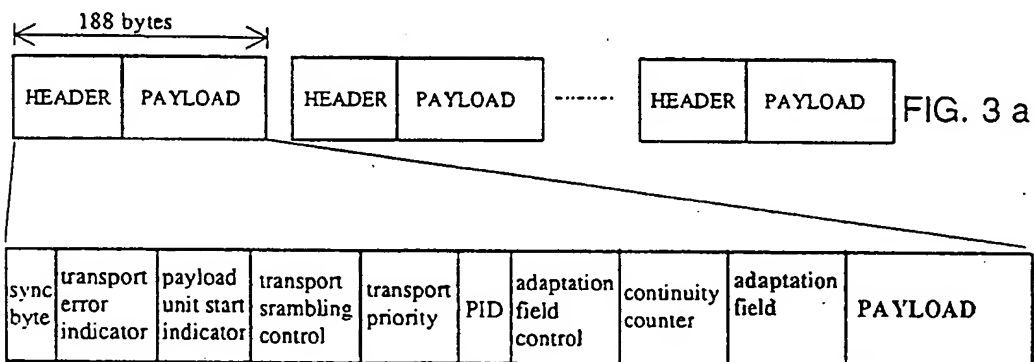 188 bytes
HEADER PAYLOAD HEADER PAYLOAD HEADER PAYLOAD
FIG. 3 a
sync byte
transport error indicator
payload unit start indicator
transport srambling control
transport priority
PID
adaptation field control
continuity counter
adaptation field
PAYLOAD